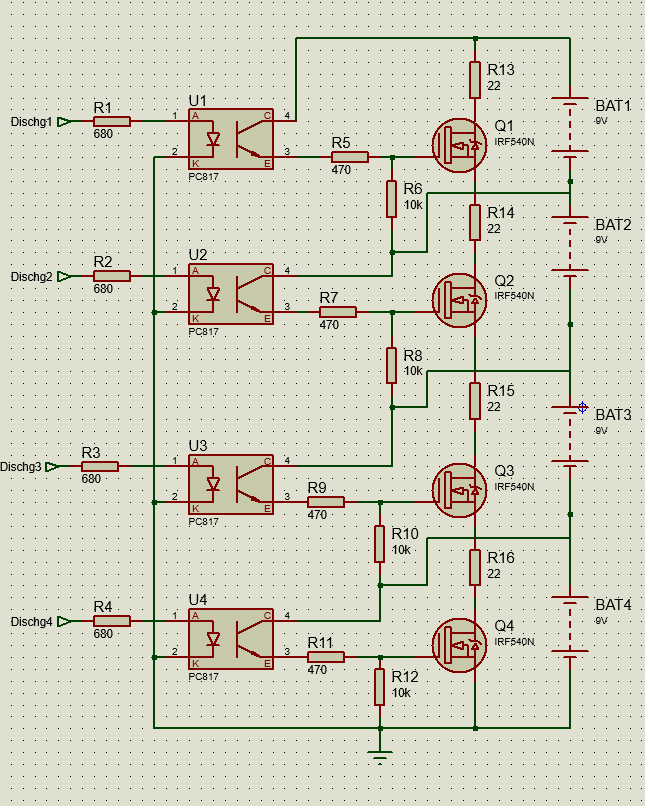 R13
22
R1
Dischg1
680
U1
1
A
C
4
2
K
E
3
PC817
R5
470
R6
10k
Q1
IRF540N
BAT1
9V
R14
22
BAT2
9V
R2
Dischg2
680
U2
1
A
C
4
2
K
E
3
PC817
R7
470
R8
10k
Q2
IRF540N
R15
22
BAT3
9V
R3
Dischg3
680
U3
1
A
C
4
2
K
E
3
PC817
R9
470
R10
10k
Q3
IRF540N
R16
22
BAT4
9V
R4
Dischg4
680
U4
1
A
C
4
2
K
E
3
PC817
R11
470
R12
10k
Q4
IRF540N